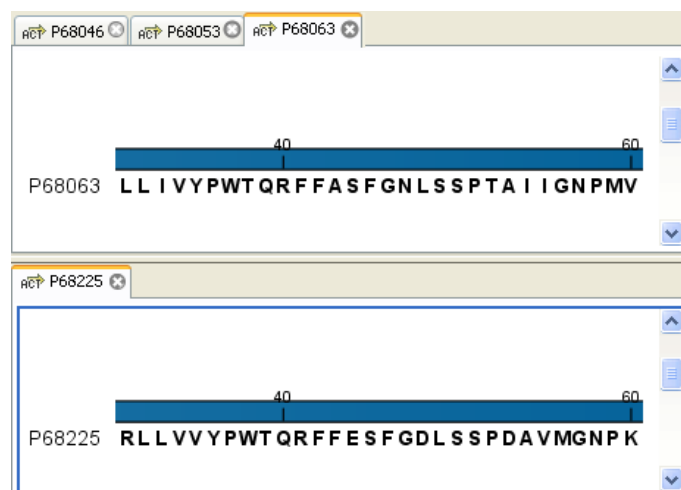 P68046 P68053 P68063
40 60
P68063 LLIVYPWTQRFFASFGNLSSPTAIIGNPMV
P68225
40 60
P68225 RLLVVYPWTQRFFESFGDLSSPDAVMGNPK